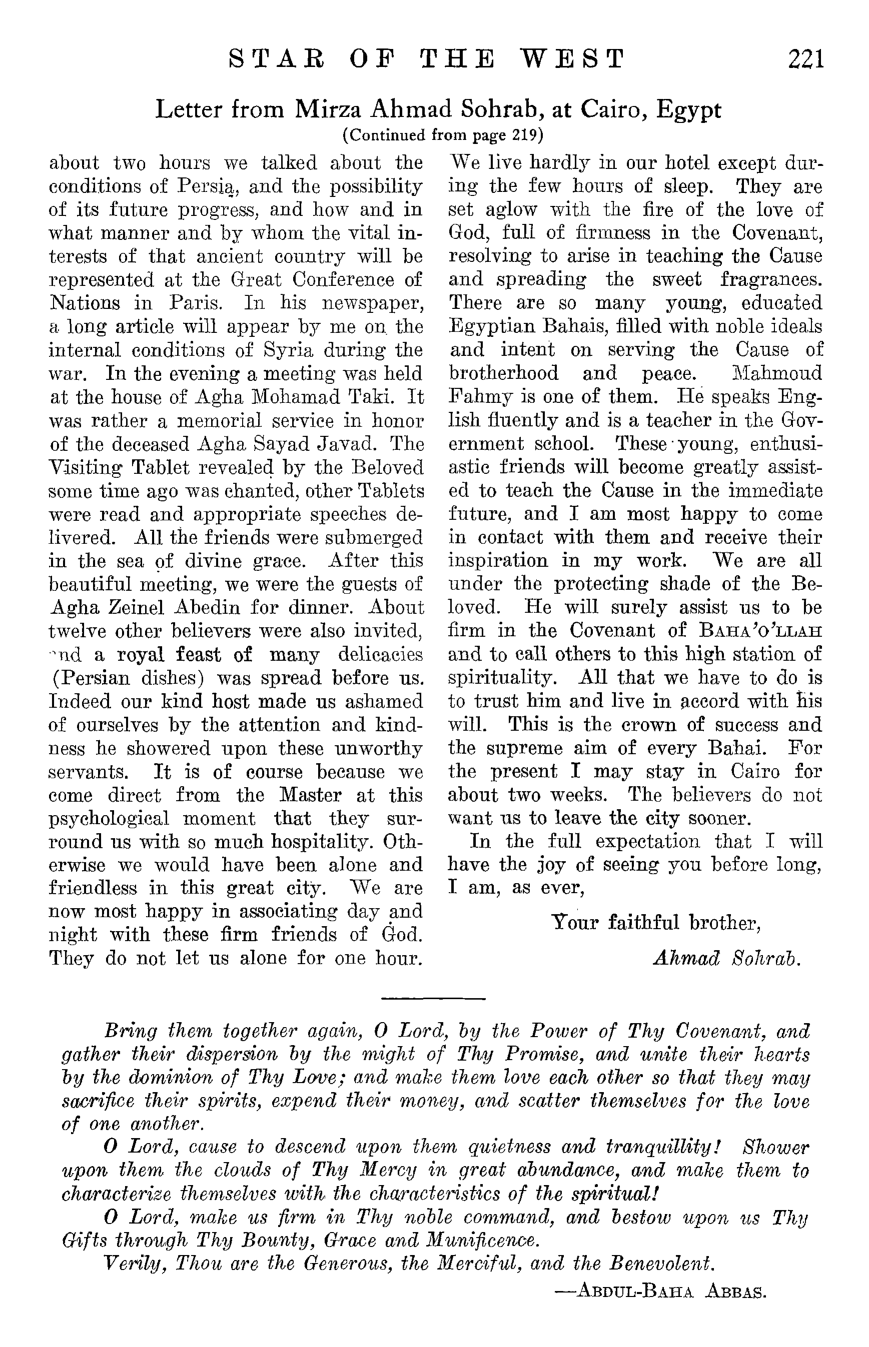 STAR OF THE WEST 221
Letter from Mirza Ahmad Sohrab, at Cairo, Egypt
(Continued from page 219)
about two hours we talked about the
conditions of Persia, and the possibility
of its future progress, and how and in
what manner and by whom the vital in-
terests of that ancient country will be
represented at the Great Conference of
Nations in Paris. In his newspaper,
a long article will appear by me on the
internal conditions of Syria during the
war. In the evening a meeting was held
at the house of Agha Mohamad Taki. It
was rather a memorial service in honor
of the deceased Agha Sayad Javad. The
Visiting Tablet revealed by the Beloved
some time ago was chanted, other Tablets
were read and appropriate speeches de-
livered. All the friends were submerged
in the sea of divine grace. After this
beautiful meeting, we were the guests of
Agha Zeinel Abedin for dinner. About
twelve other believers were also invited,
and a royal feast of many delicacies
(Persian dishes) was spread before us.
Indeed our kind host made us ashamed
of ourselves by the attention and kind-
ness he showered upon these unworthy
servants. It is of course because we
come direct from the Master at this
psychological moment that they sur-
round us with so much hospitality. Oth-
erwise we would have been alone and
friendless in this great city. We are
now most happy in associating day and
night with these firm friends of God.
They do not let us alone for one hour.
We live hardly in our hotel except dur-
ing the few hours of sleep. They are
set aglow with the fire of the love of
God, full of firmness in the Covenant,
resolving to arise in teaching the Cause
and spreading the sweet fragrances.
There are so many young, educated
Egyptian Bahais, filled with noble ideals
and intent on serving the Cause of
brotherhood and peace. Mahmoud
Fahmy is one of them. He speaks Eng-
lish fluently and is a teacher in the Gov-
ernment school. These young, enthusi-
astic friends will become greatly assist-
ed to teach the Cause in the immediate
future, and I am most happy to come
in contact with them and receive their
inspiration in my work. We are all
under the protecting shade of the Be-
loved. He will surely assist us to be
firm in the Covenant of BAHA'O'LLAH
and to call others to this high station of
spirituality. All that we have to do is
to trust him and live in accord with his
will. This is the crown of success and
the supreme aim of every Bahai. For
the present I may stay in Cairo for
about two weeks. The believers do not
want us to leave the city sooner.
In the full expectation that I will
have the joy of seeing you before long,
I am, as ever,
Your faithful brother,
Ahmad Sohrab.
Bring them together again, O Lord, by the Power of Thy Covenant, and
gather their dispersion by the might of Thy Promise, and unite their hearts
by the dominion of Thy Love; and make them love each other so that they may
sacrifice their spirits, expend their money, and scatter themselves for the love
of one another.
O Lord, cause to descend upon them quietness and tranquillity! Shower
upon them the clouds of Thy Mercy in great abundance, and make them to
characterize themselves with the characteristics of the spiritual!
O Lord, make us firm in Thy noble command, and bestow upon us Thy
Gifts through Thy Bounty, Grace and Munificence.
Verily, Thou are the Generous, the Merciful, and the Benevolent.
—ABDUL-BAHA ABBAS.